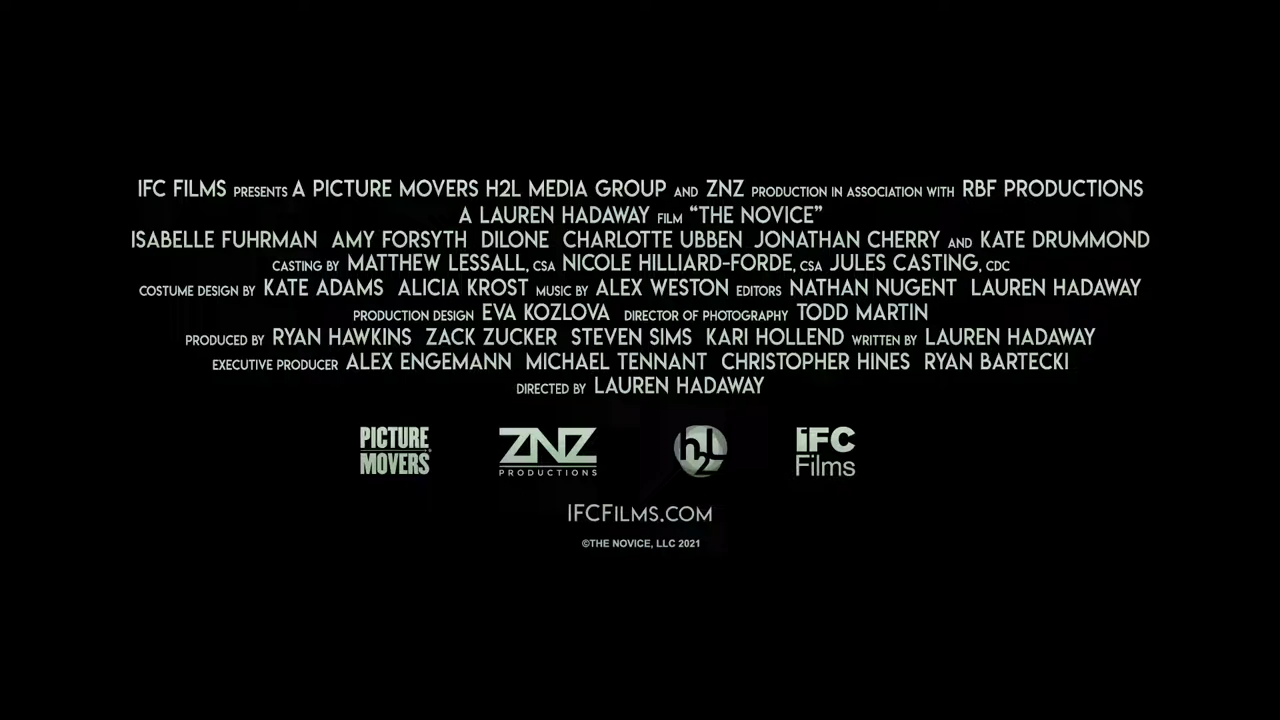 IFC FILMS PRESENTS A PICTURE MOVERS H2L MEDIA GROUP AND ZNZ PRODUCTION IN ASSOCIATION WITH RBF PRODUCTIONS
A LAUREN HADAWAY FILM “THE NOVICE”
ISABELLE FUHRMAN AMY FORSYTH DILONE CHARLOTTE UBBEN JONATHAN CHERRY AND KATE DRUMMOND
CASTING BY MATTHEW LESSALL, CSA NICOLE HILLIARD-FORDE, CSA JULES CASTING, CDC
COSTUME DESIGN BY KATE ADAMS ALICIA KROST MUSIC BY ALEX WESTON EDITORS NATHAN NUGENT LAUREN HADAWAY
PRODUCTION DESIGN EVA KOZLOVA DIRECTOR OF PHOTOGRAPHY TODD MARTIN
PRODUCED BY RYAN HAWKINS ZACK ZUCKER STEVEN SIMS KARI HOLLEND WRITTEN BY LAUREN HADAWAY
EXECUTIVE PRODUCER ALEX ENGEMANN MICHAEL TENNANT CHRISTOPHER HINES RYAN BARTECKI
DIRECTED BY LAUREN HADAWAY
PICTURE
MOVERS
ZNZ
PRODUCTIONS
h2L
IFC
Films
IFCFILMS.COM
©THE NOVICE, LLC 2021